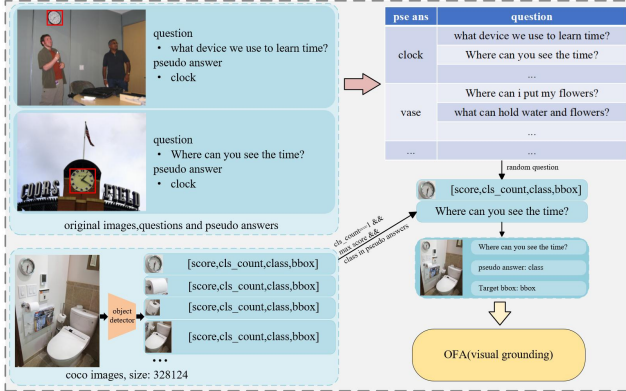 question
• what device we use to learn time?
pseudo answer
• clock
COORS FIELD
question
• Where can you see the time?
pseudo answer
• clock
original images,questions and pseudo answers
pse ans question
clock
what device we use to learn time?
Where can you see the time?
...
vase
Where can i put my flowers?
what can hold water and flowers?
...
... ...
random question
[score,cls_count,class,bbox]
Where can you see the time?
cls_count==1 &&
max score &&
class in pseudo answers
object
detector
[score,cls_count,class,bbox]
[score,cls_count,class,bbox]
[score,cls_count,class,bbox]
[score,cls_count,class,bbox]
...
coco images, size: 328124
Where can you see the time?
pseudo answer: class
Target bbox: bbox
OFA(visual grounding)